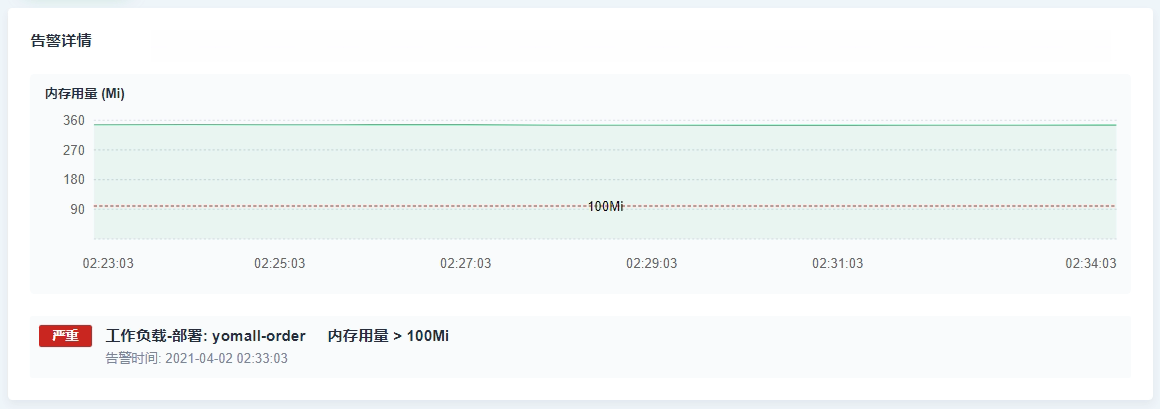 告警详情
内存用量 (Mi)
360
270
180
90
100Mi
02:23:03 02:25:03 02:27:03 02:29:03 02:31:03 02:34:03
严重 工作负载-部署: yomall-order 内存用量 > 100Mi
告警时间: 2021-04-02 02:33:03